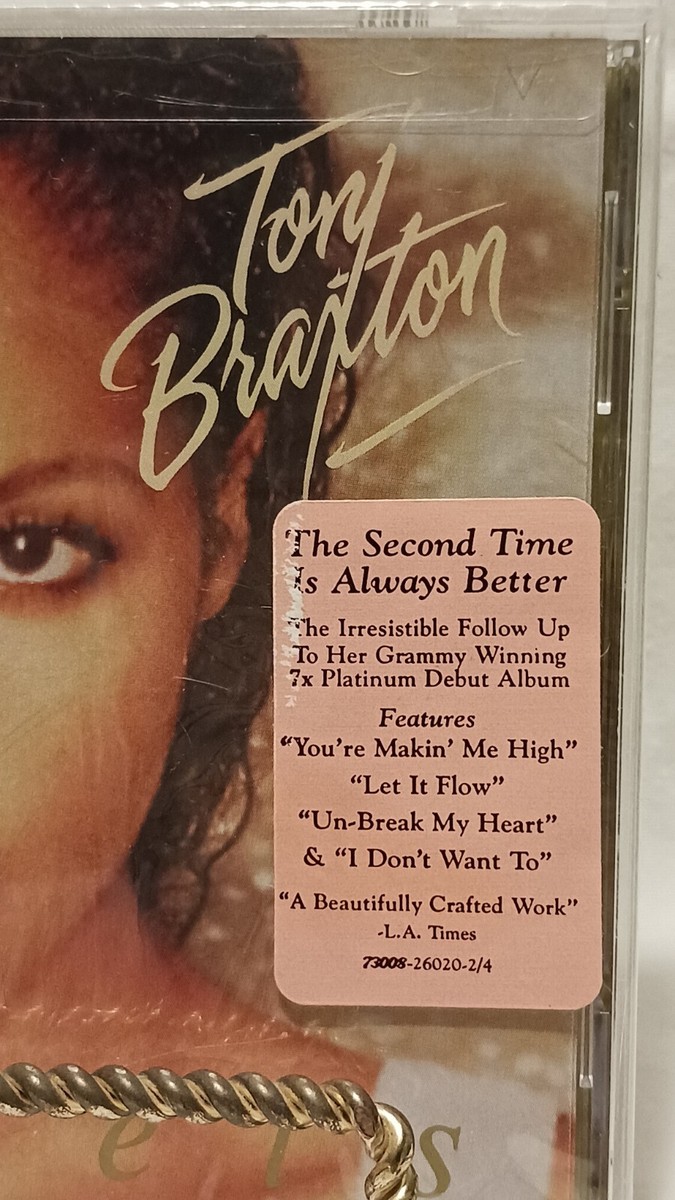 Toni
Braxton
The Second Time
Is Always Better
The Irresistible Follow Up
To Her Grammy Winning
7x Platinum Debut Album
Features
“You're Makin' Me High”
“Let It Flow”
“Un-Break My Heart”
& “I Don't Want To”
“A Beautifully Crafted Work”
-L.A. Times
73008-26020-2/4
e t s